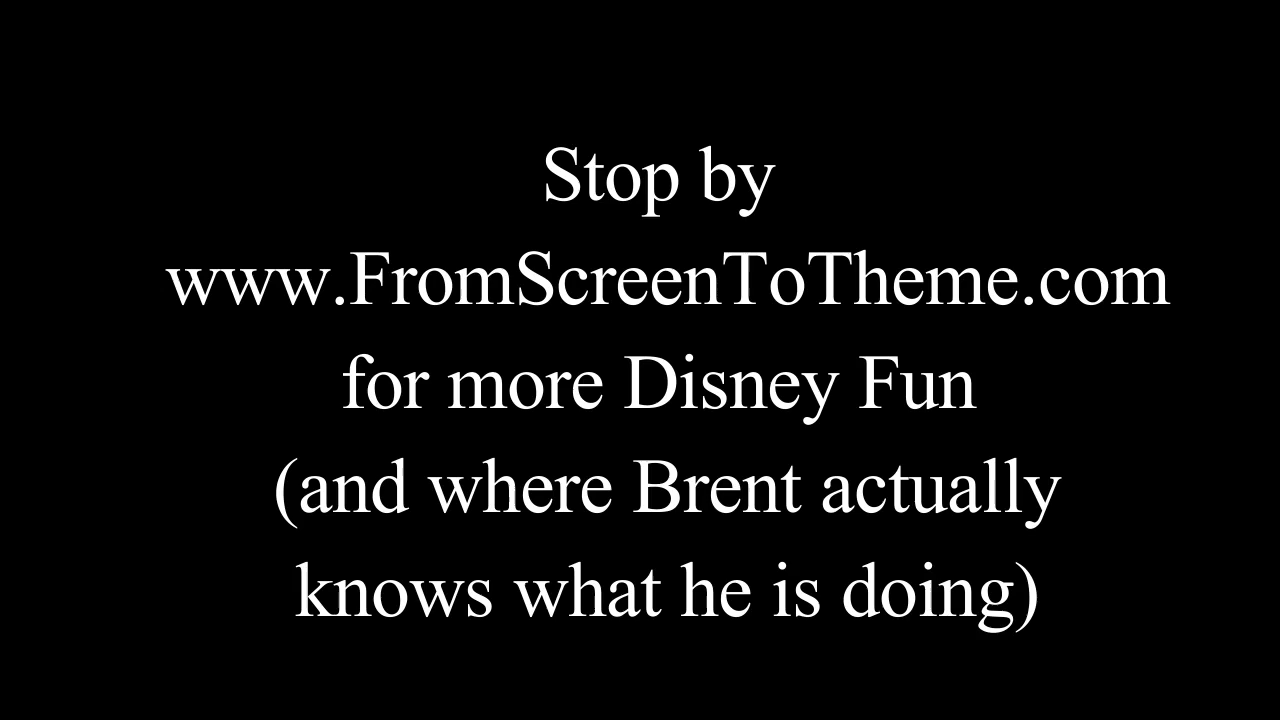 Stop by
www.FromScreenToTheme.com
for more Disney Fun
(and where Brent actually
knows what he is doing)